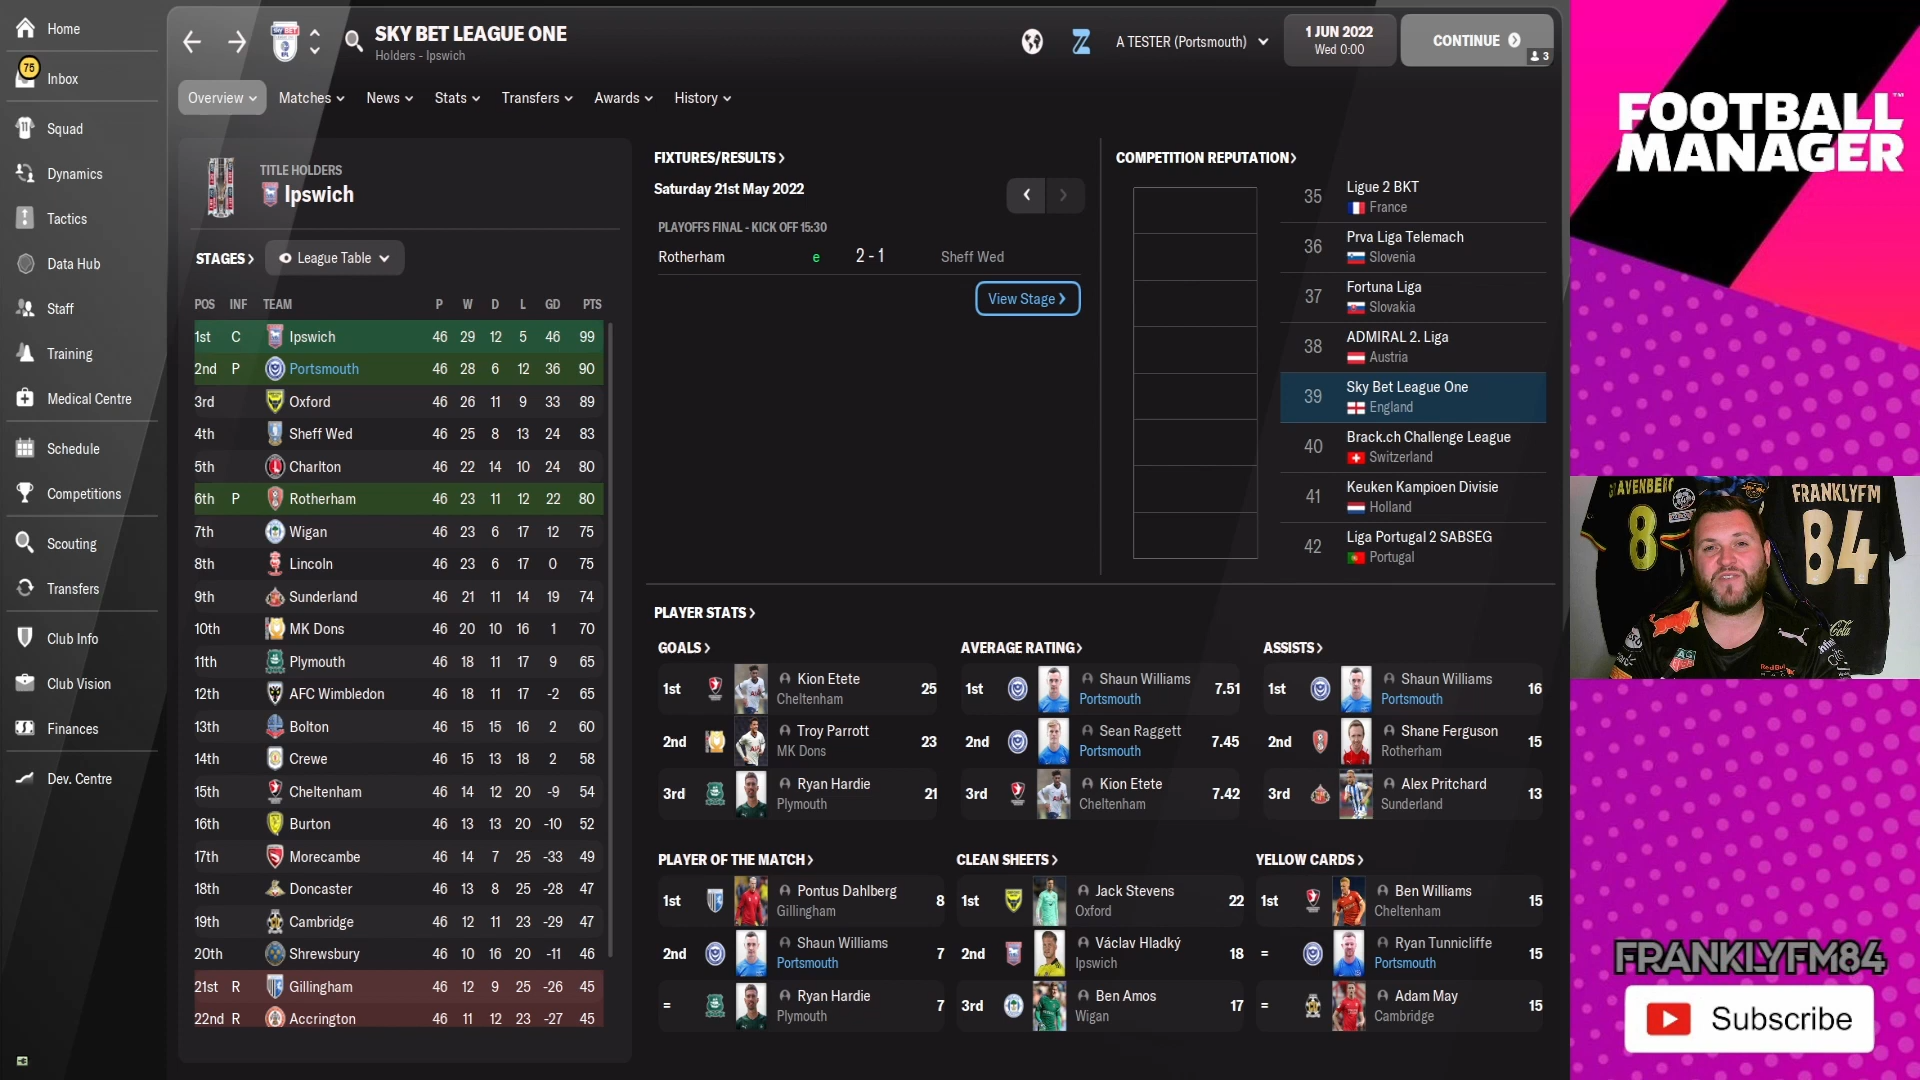 Home
75
Inbox
Squad
Dynamics
Tactics
Data Hub
Staff
Training
Medical Centre
Schedule
Competitions
Scouting
Transfers
Club Info
Club Vision
Finances
Dev. Centre
SKY BET LEAGUE ONE
Holders - Ipswich
A TESTER (Portsmouth)
1 JUN 2022
Wed 0:00
CONTINUE
3
Overview Matches News Stats Transfers Awards History
TITLE HOLDERS
Ipswich
STAGES> League Table
POS INF TEAM P W D L GD PTS
1st C Ipswich 46 29 12 5 46 99
2nd P Portsmouth 46 28 6 12 36 90
3rd Oxford 46 26 11 9 33 89
4th Sheff Wed 46 25 8 13 24 83
5th Charlton 46 22 14 10 24 80
6th P Rotherham 46 23 11 12 22 80
7th Wigan 46 23 6 17 12 75
8th Lincoln 46 23 6 17 0 75
9th Sunderland 46 21 11 14 19 74
10th MK Dons 46 20 10 16 1 70
11th Plymouth 46 18 11 17 9 65
12th AFC Wimbledon 46 18 11 17 -2 65
13th Bolton 46 15 15 16 2 60
14th Crewe 46 15 13 18 2 58
15th Cheltenham 46 14 12 20 -9 54
16th Burton 46 13 13 20 -10 52
17th Morecambe 46 14 7 25 -33 49
18th Doncaster 46 13 8 25 -28 47
19th Cambridge 46 12 11 23 -29 47
20th Shrewsbury 46 10 16 20 -11 46
21st R Gillingham 46 12 9 25 -26 45
22nd R Accrington 46 11 12 23 -27 45
FIXTURES/RESULTS>
Saturday 21st May 2022
PLAYOFFS FINAL - KICK OFF 15:30
Rotherham e 2 - 1 Sheff Wed
View Stage >
COMPETITION REPUTATION>
35 Ligue 2 BKT
France
36 Prva Liga Telemach
Slovenia
37 Fortuna Liga
Slovakia
38 ADMIRAL 2. Liga
Austria
39 Sky Bet League One
England
40 Brack.ch Challenge League
Switzerland
41 Keuken Kampioen Divisie
Holland
42 Liga Portugal 2 SABSEG
Portugal
PLAYER STATS>
GOALS>
1st Kion Etete 25
Cheltenham
2nd Troy Parrott 23
MK Dons
3rd Ryan Hardie 21
Plymouth
AVERAGE RATING>
1st Shaun Williams 7.51
Portsmouth
2nd Sean Raggett 7.45
Portsmouth
3rd Kion Etete 7.42
Cheltenham
ASSISTS>
1st Shaun Williams 16
Portsmouth
2nd Shane Ferguson 15
Rotherham
3rd Alex Pritchard 13
Sunderland
PLAYER OF THE MATCH>
1st Pontus Dahlberg 8
Gillingham
2nd Shaun Williams 7
Portsmouth
= Ryan Hardie 7
Plymouth
CLEAN SHEETS>
1st Jack Stevens 22
Oxford
2nd Václav Hladký 18
Ipswich
3rd Ben Amos 17
Wigan
YELLOW CARDS>
1st Ben Williams 15
Cheltenham
= Ryan Tunnicliffe 15
Portsmouth
= Adam May 15
Cambridge
FOOTBALL
MANAGER™
8
FRANKLYFM
84
Red Bull
FRANKLYFM84
Subscribe